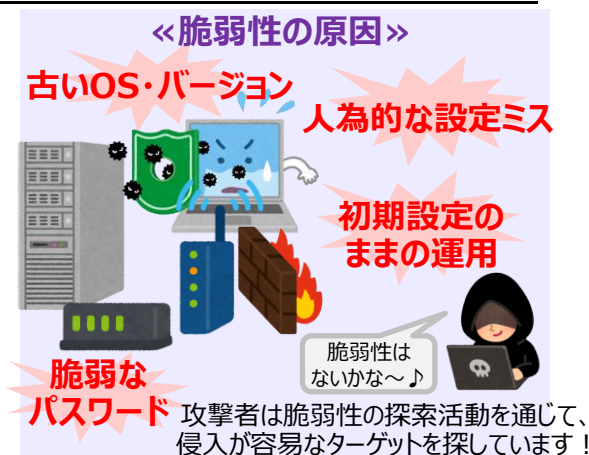 ≪脆弱性の原因≫
古いOS・バージョン
人為的な設定ミス
初期設定の
ままの運用
脆弱性は
ないかな～♪
脆弱な
パスワード
攻撃者は脆弱性の探索活動を通じて、
侵入が容易なターゲットを探しています！